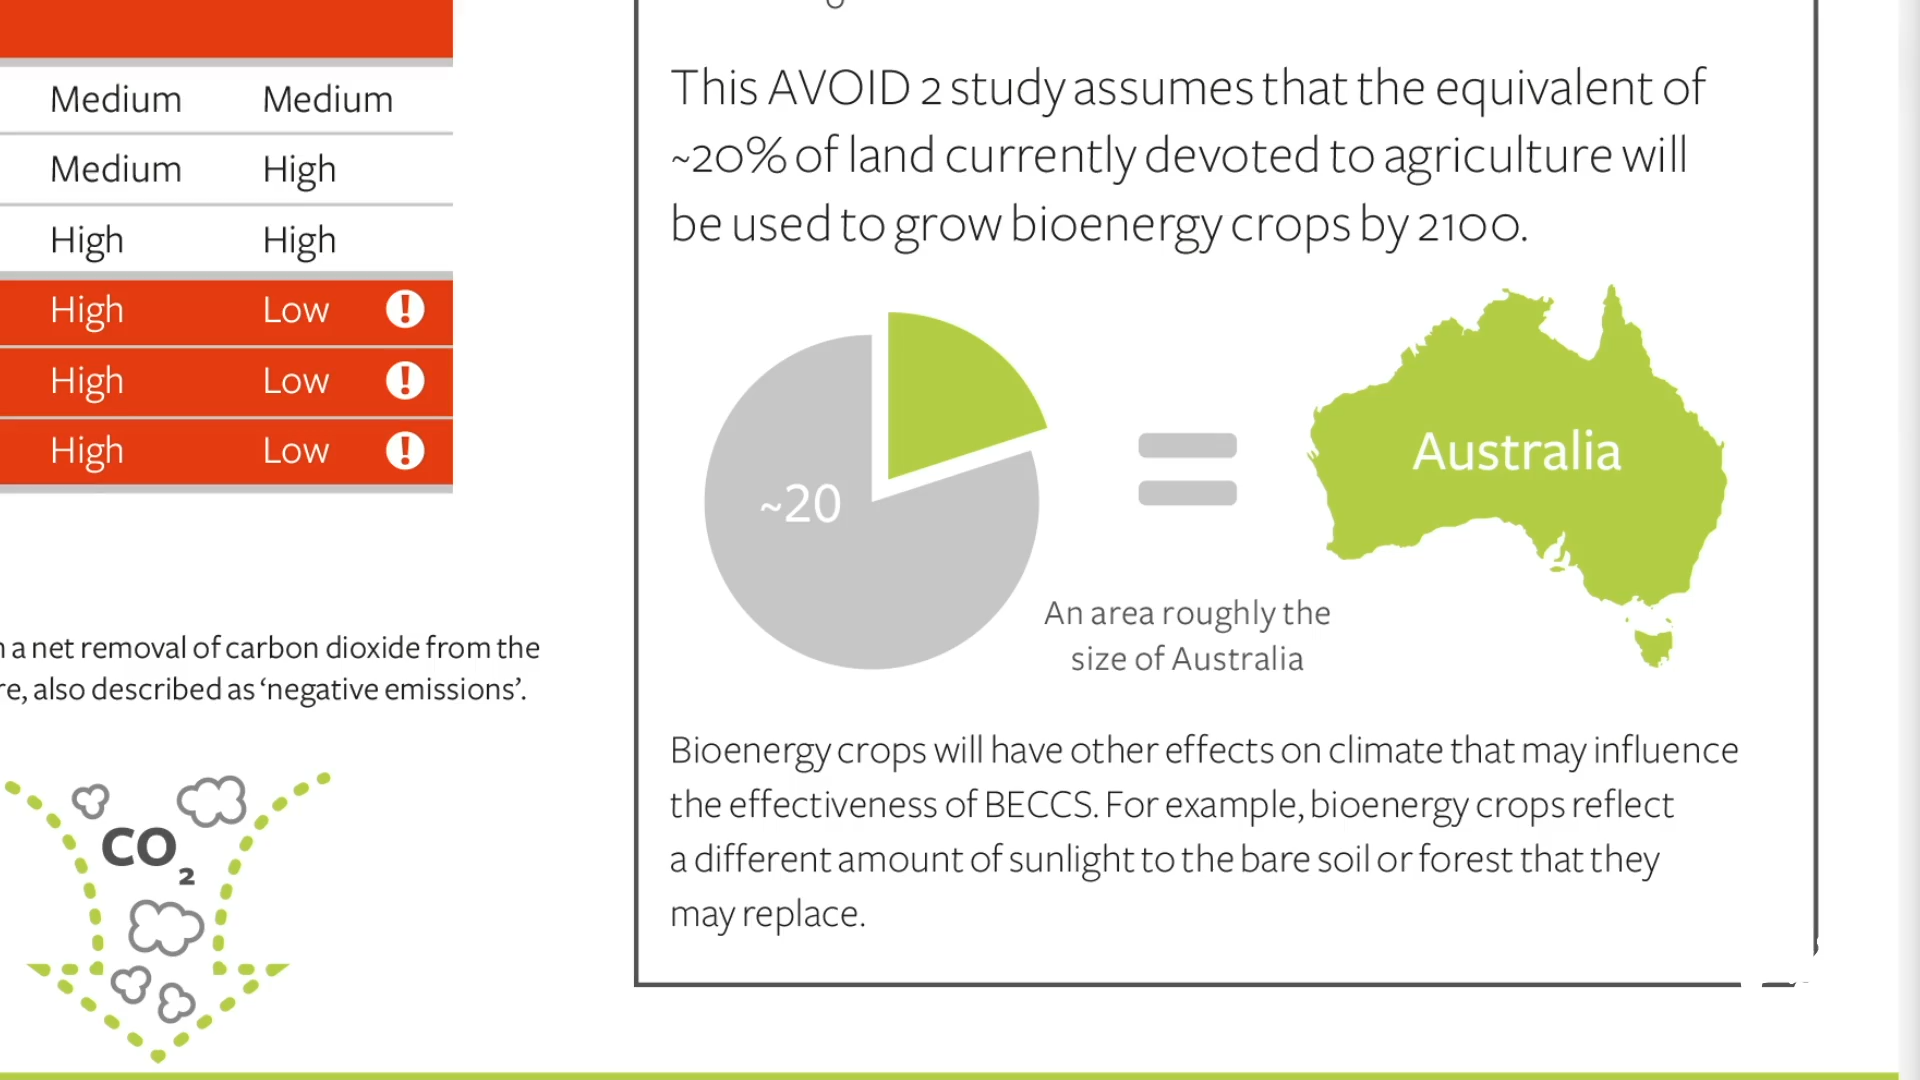 Medium Medium
Medium High
High High
High Low !
High Low !
High Low !
a net removal of carbon dioxide from the
re, also described as ‘negative emissions’.
CO2
This AVOID 2 study assumes that the equivalent of
~20% of land currently devoted to agriculture will
be used to grow bioenergy crops by 2100.
~20
Australia
An area roughly the
size of Australia
Bioenergy crops will have other effects on climate that may influence
the effectiveness of BECCS. For example, bioenergy crops reflect
a different amount of sunlight to the bare soil or forest that they
may replace.